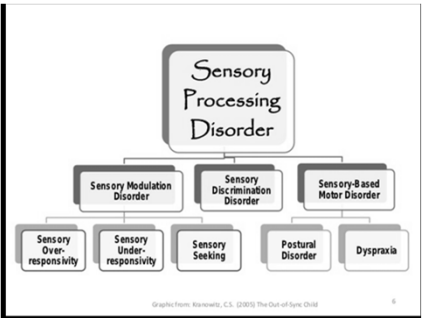 Sensory
Processing
Disorder
Sensory Modulation
Disorder
Sensory
Discrimination
Disorder
Sensory-Based
Motor Disorder
Sensory
Over-
responsivity
Sensory
Under-
responsivity
Sensory
Seeking
Postural
Disorder
Dyspraxia
Graphic from: Kranowitz, C.S. (2005) The Out-of-Sync Child
6